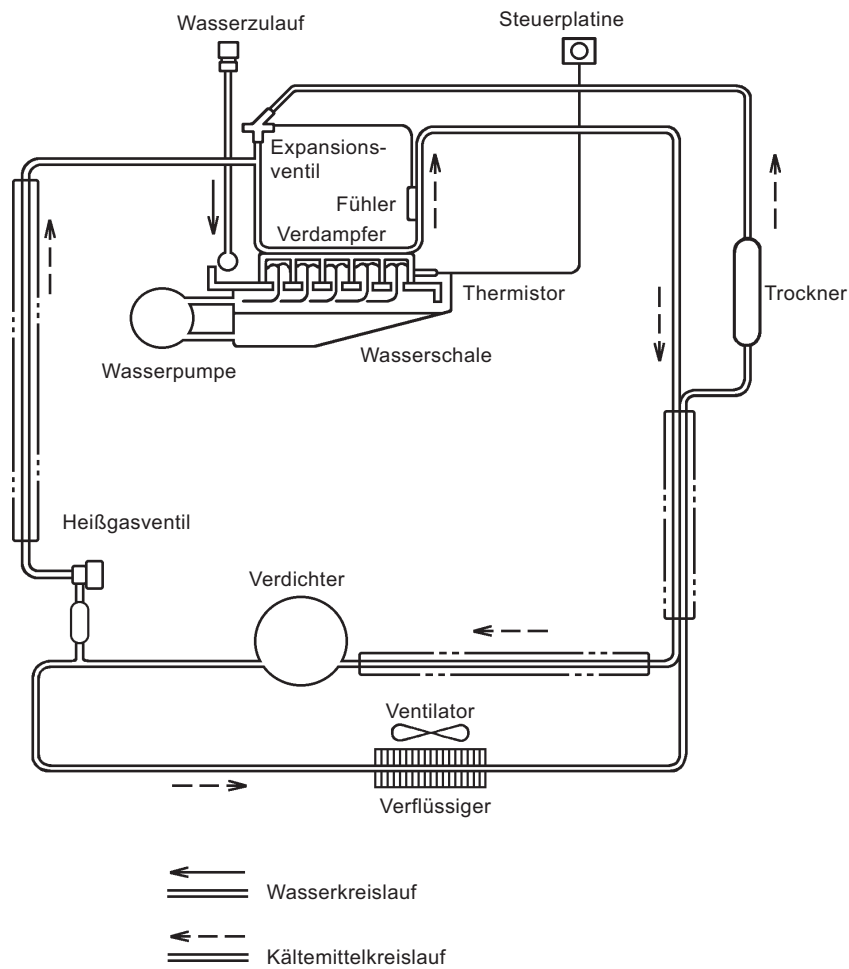 Wasserzulauf
Steuerplatine
Expansions-
ventil
Fühler
Verdampfer
Thermistor
Trockner
Wasserschale
Wasserpumpe
Heißgasventil
Verdichter
Ventilator
Verflüssiger
Wasserkreislauf
Kältemittelkreislauf